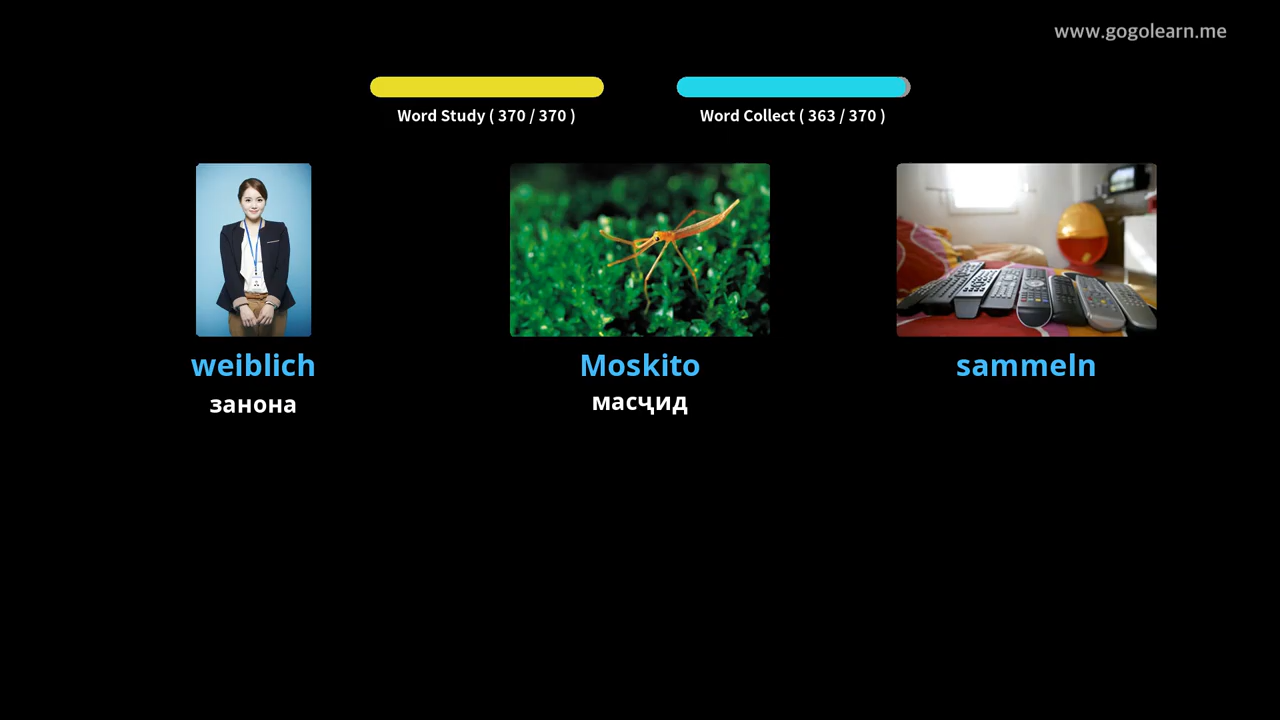 www.gogolearn.me
Word Study ( 370 / 370 )
Word Collect ( 363 / 370 )
weiblich
Moskito
sammeln
занона
масҷид